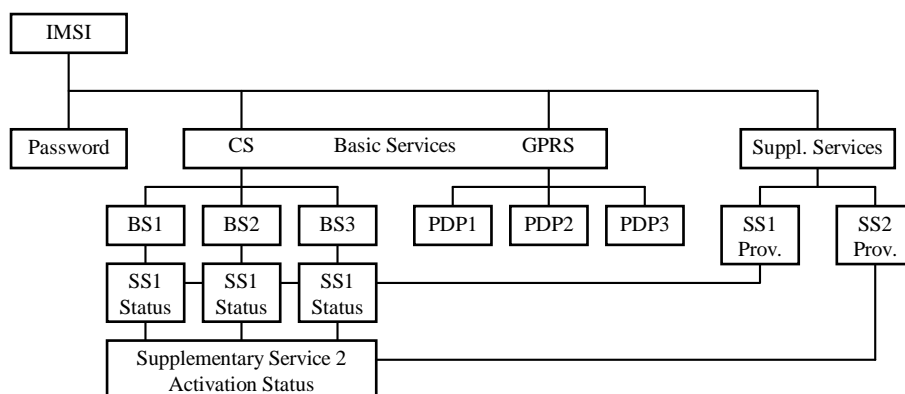 IMSI
Password
CS Basic Services GPRS
Suppl. Services
BS1
BS2
BS3
PDP1
PDP2
PDP3
SS1
Prov.
SS2
Prov.
SS1
Status
SS1
Status
SS1
Status
Supplementary Service 2
Activation Status